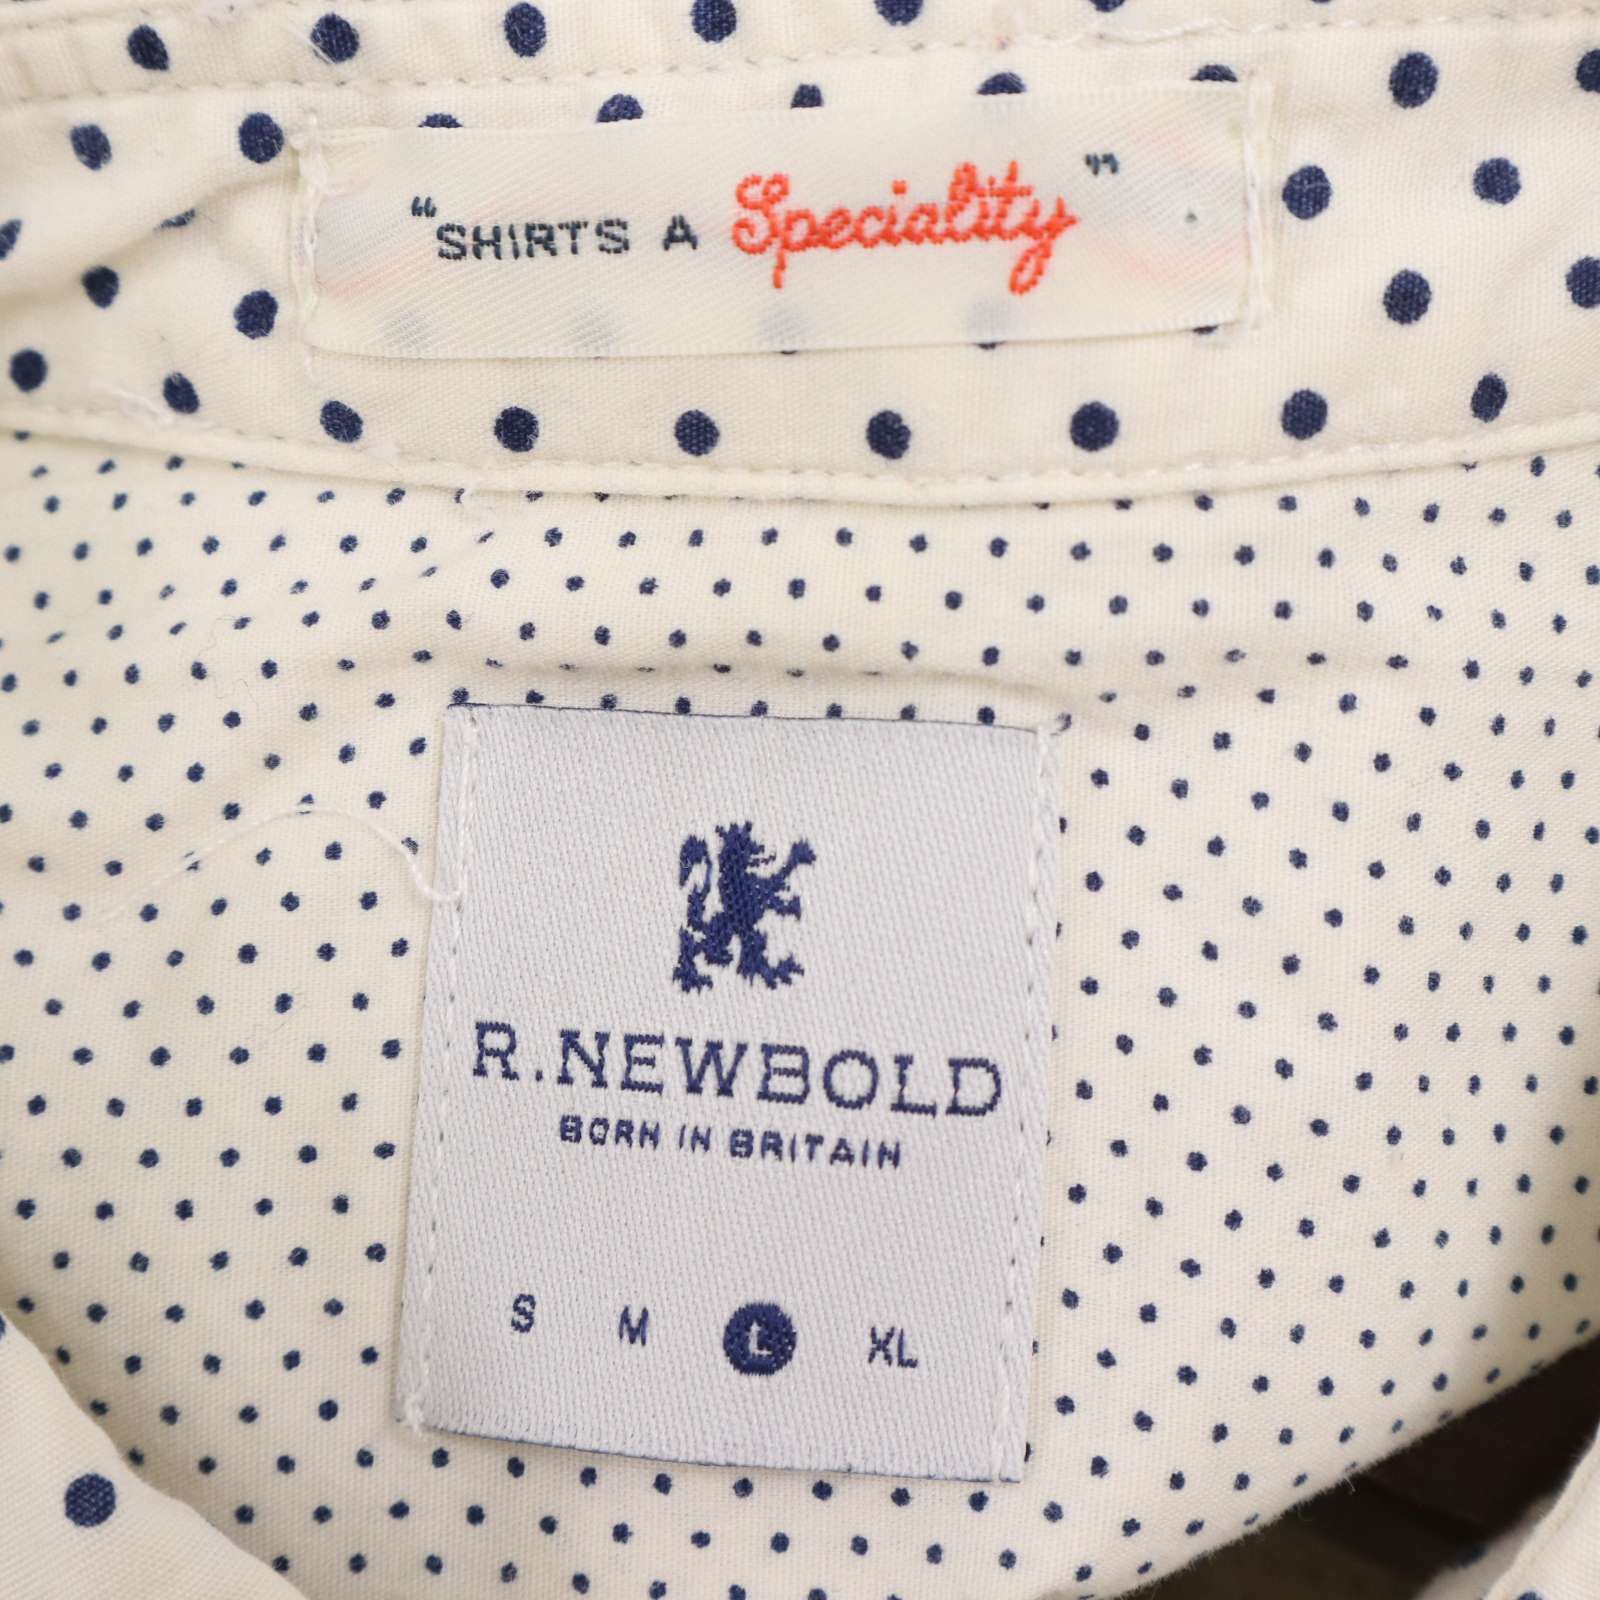 “SHIRTS A Speciality”
R.NEWBOLD
BORN IN BRITAIN
S M L XL